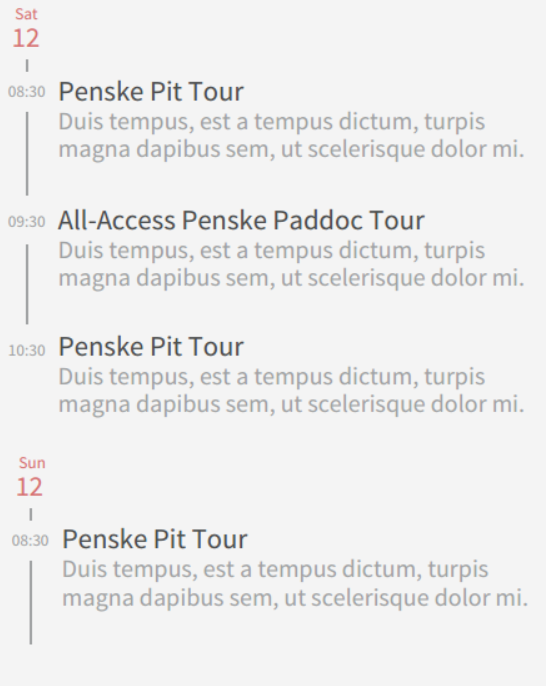 Sat
12
08:30 Penske Pit Tour
Duis tempus, est a tempus dictum, turpis
magna dapibus sem, ut scelerisque dolor mi.
09:30 All-Access Penske Paddoc Tour
Duis tempus, est a tempus dictum, turpis
magna dapibus sem, ut scelerisque dolor mi.
10:30 Penske Pit Tour
Duis tempus, est a tempus dictum, turpis
magna dapibus sem, ut scelerisque dolor mi.
Sun
12
08:30 Penske Pit Tour
Duis tempus, est a tempus dictum, turpis
magna dapibus sem, ut scelerisque dolor mi.